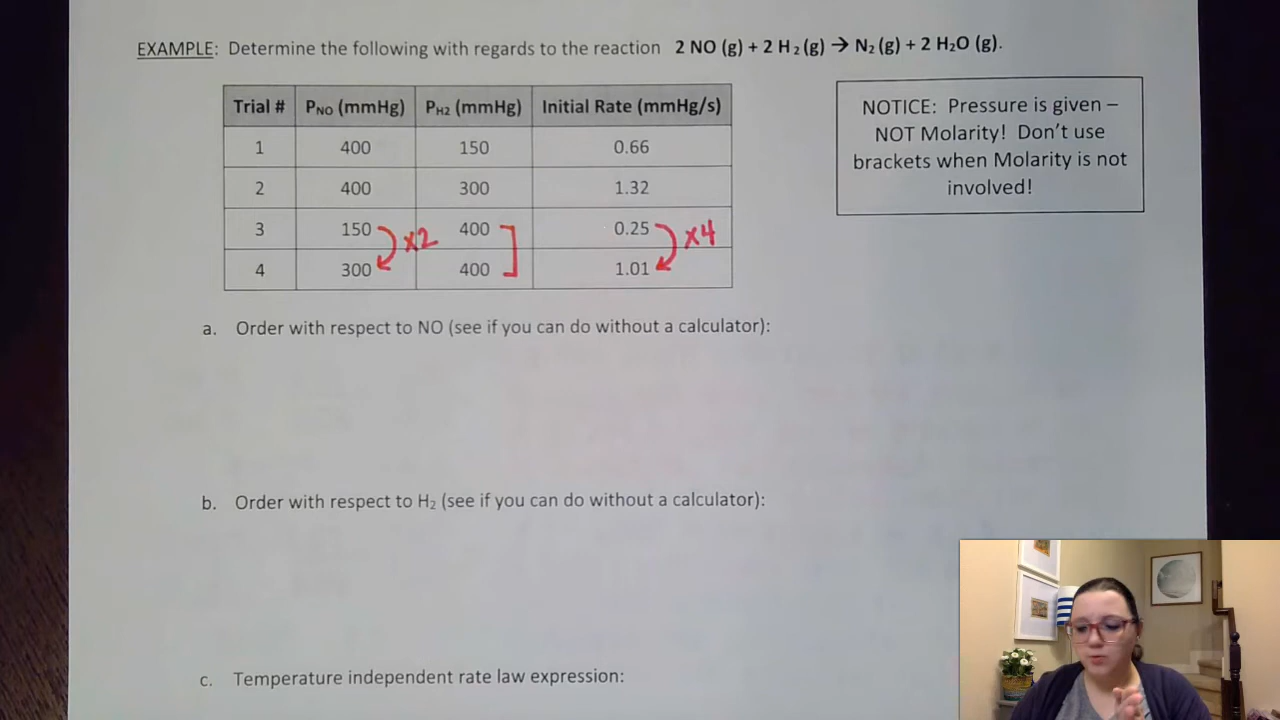 EXAMPLE: Determine the following with regards to the reaction 2 NO (g) + 2 H₂ (g) → N₂ (g) + 2 H₂O (g).
Trial # P_NO (mmHg) P_H2 (mmHg) Initial Rate (mmHg/s)
1 400 150 0.66
2 400 300 1.32
3 150 400 0.25
x2 x4
4 300 400 1.01
NOTICE: Pressure is given –
NOT Molarity! Don't use
brackets when Molarity is not
involved!
a. Order with respect to NO (see if you can do without a calculator):
b. Order with respect to H₂ (see if you can do without a calculator):
c. Temperature independent rate law expression: